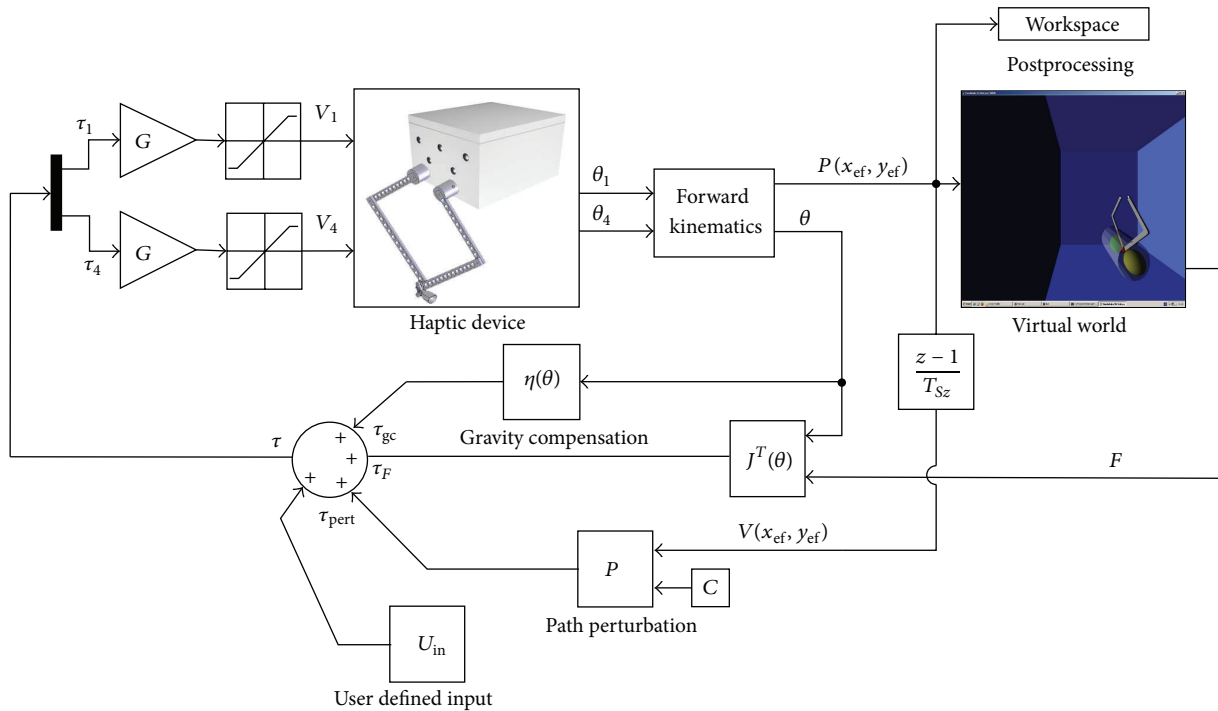 Workspace
Postprocessing
τ1
G
V1
τ4
G
V4
Haptic device
θ1
θ4
Forward
kinematics
P(xef, yef)
θ
Virtual world
z − 1
TSz
η(θ)
Gravity compensation
τ
+
+
+
+
τgc
τF
τpert
J^T(θ)
F
V(xef, yef)
P
C
Path perturbation
Uin
User defined input